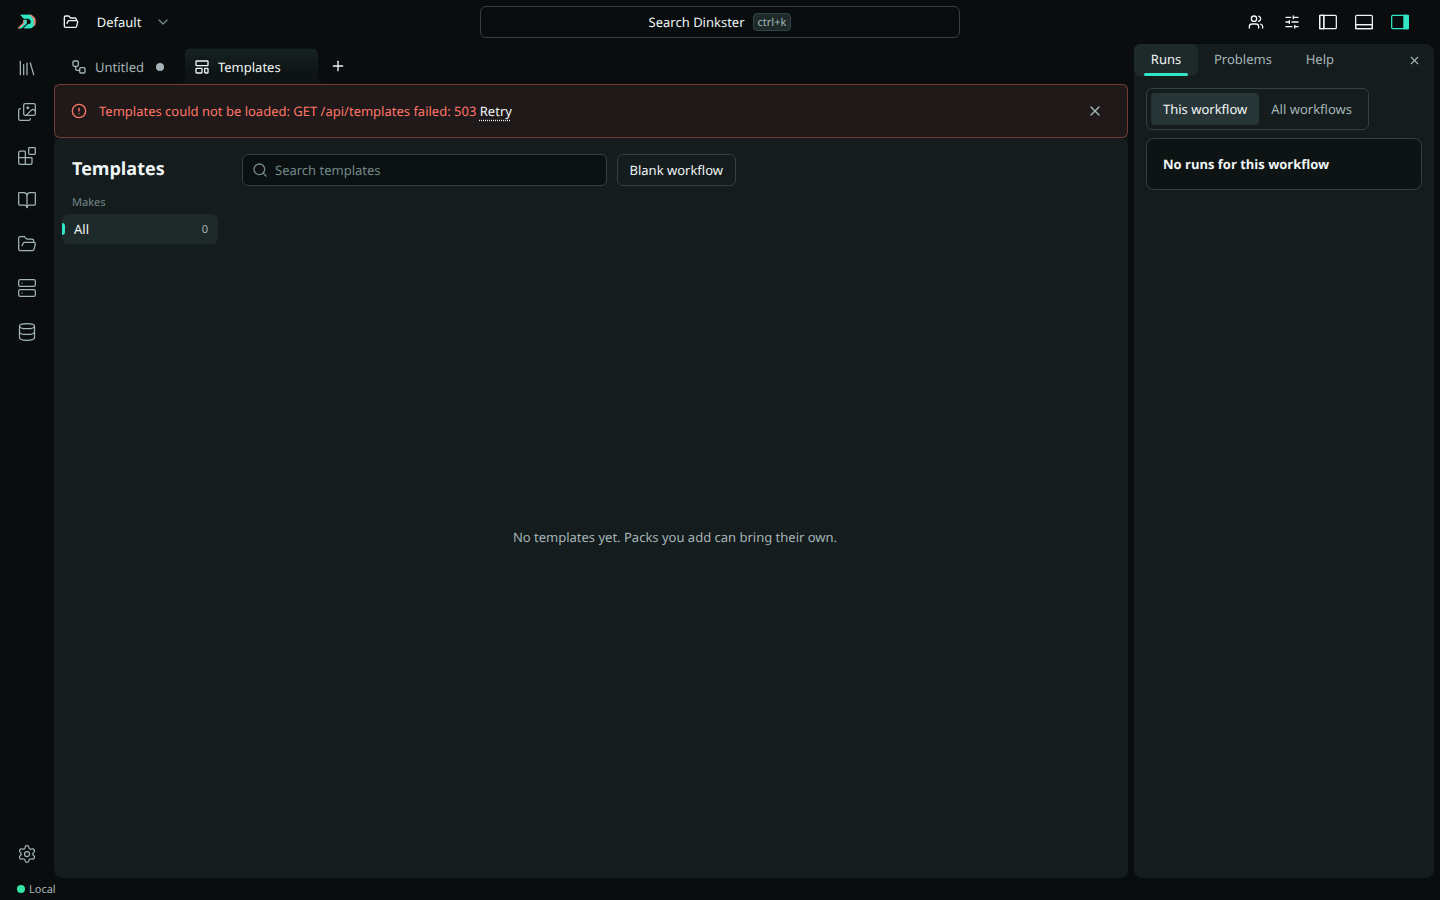 Default
Search Dinkster ctrl+k
Untitled
Templates
Runs
Problems
Help
Templates could not be loaded: GET /api/templates failed: 503 Retry
This workflow
All workflows
No runs for this workflow
Templates
Search templates
Blank workflow
Makes
All 0
No templates yet. Packs you add can bring their own.
Local